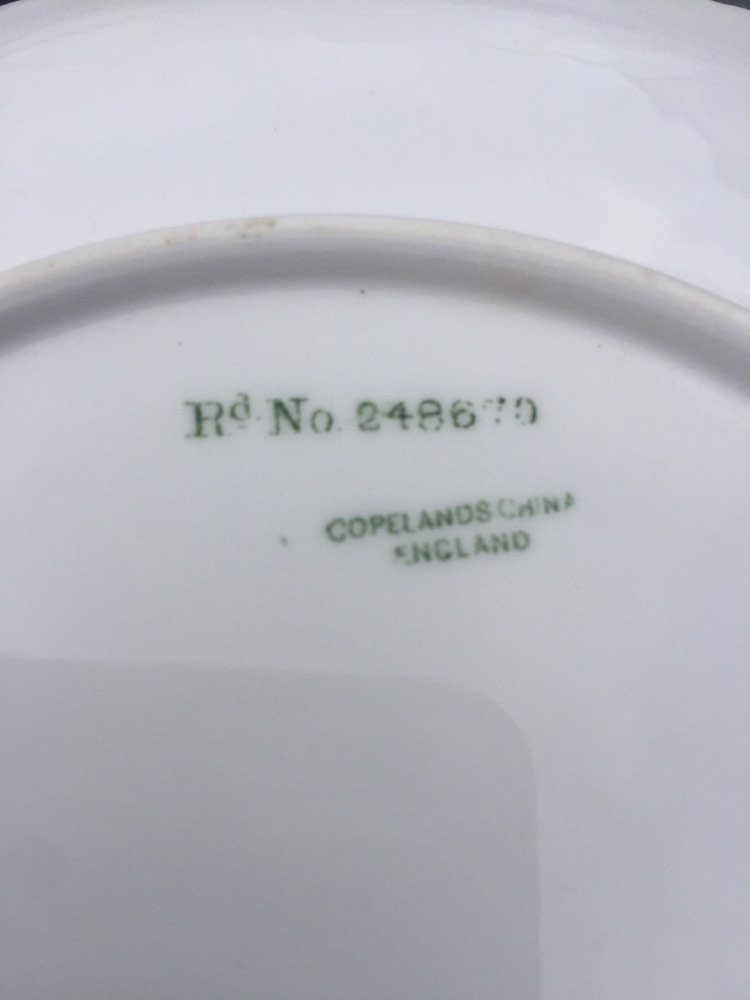 Rd. No. 248670
COPELANDS CHINA
ENGLAND